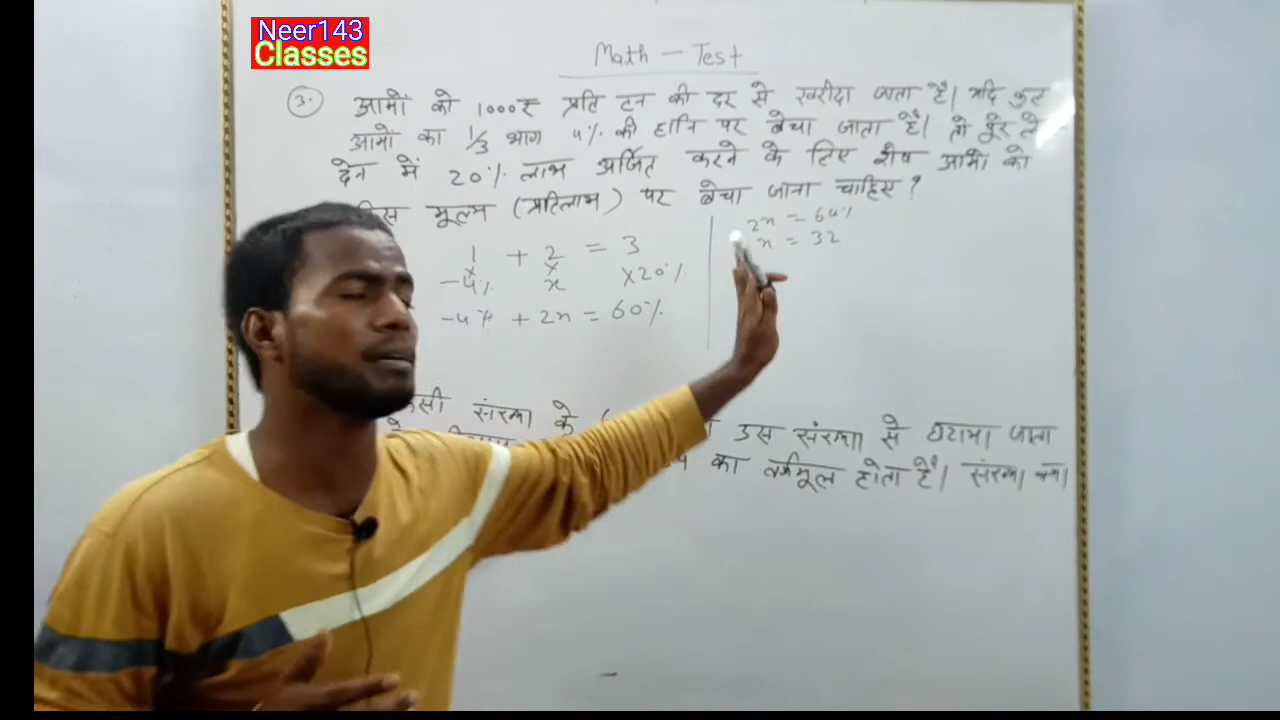 Neer143
Classes
Math - Test
3. आमों को 1000₹ प्रति टन की दर से खरीदा जाता है। यदि कुल
आमों का 1/3 भाग 4% की हानि पर बेचा जाता है। तो पूरे ले
देन में 20% लाभ अर्जित करने के लिए शेष आमों को
किस मूल्य (प्रतिलाभ) पर बेचा जाना चाहिए?
1 + 2 = 3
-4% x ×20%
-4% + 2x = 60%
2x = 64%
x = 32
किसी संख्या के उस संख्या से घटाया जाता
का वर्गमूल होता है। संख्या क्या